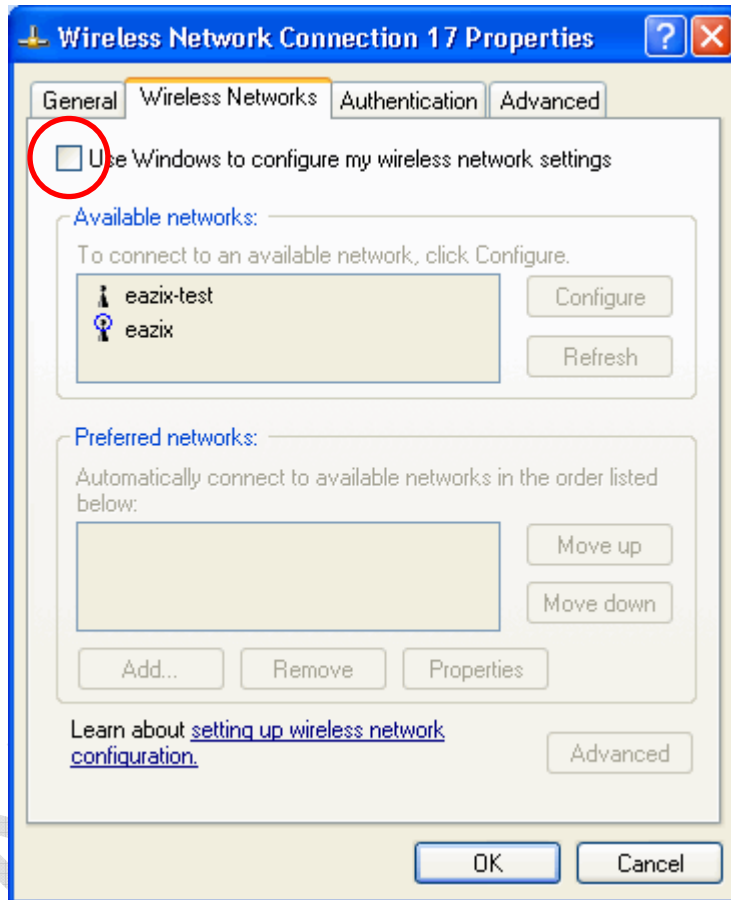 Wireless Network Connection 17 Properties
General Wireless Networks Authentication Advanced
Use Windows to configure my wireless network settings
Available networks:
To connect to an available network, click Configure.
eazix-test Configure
eazix
Refresh
Preferred networks:
Automatically connect to available networks in the order listed
below:
Move up
Move down
Add... Remove Properties
Learn about setting up wireless network
configuration.
Advanced
OK Cancel